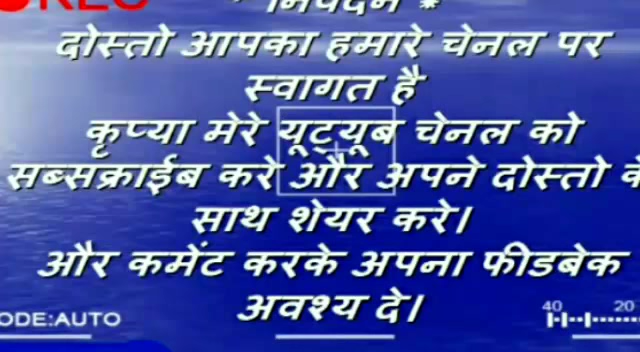 REC
* निवेदन *
दोस्तो आपका हमारे चेनल पर
स्वागत है
कृप्या मेरे यूट्यूब चेनल को
सब्सक्राईब करे और अपने दोस्तो के
साथ शेयर करे।
और कमेंट करके अपना फीडबेक
अवश्य दे।
ODE:AUTO
40 20